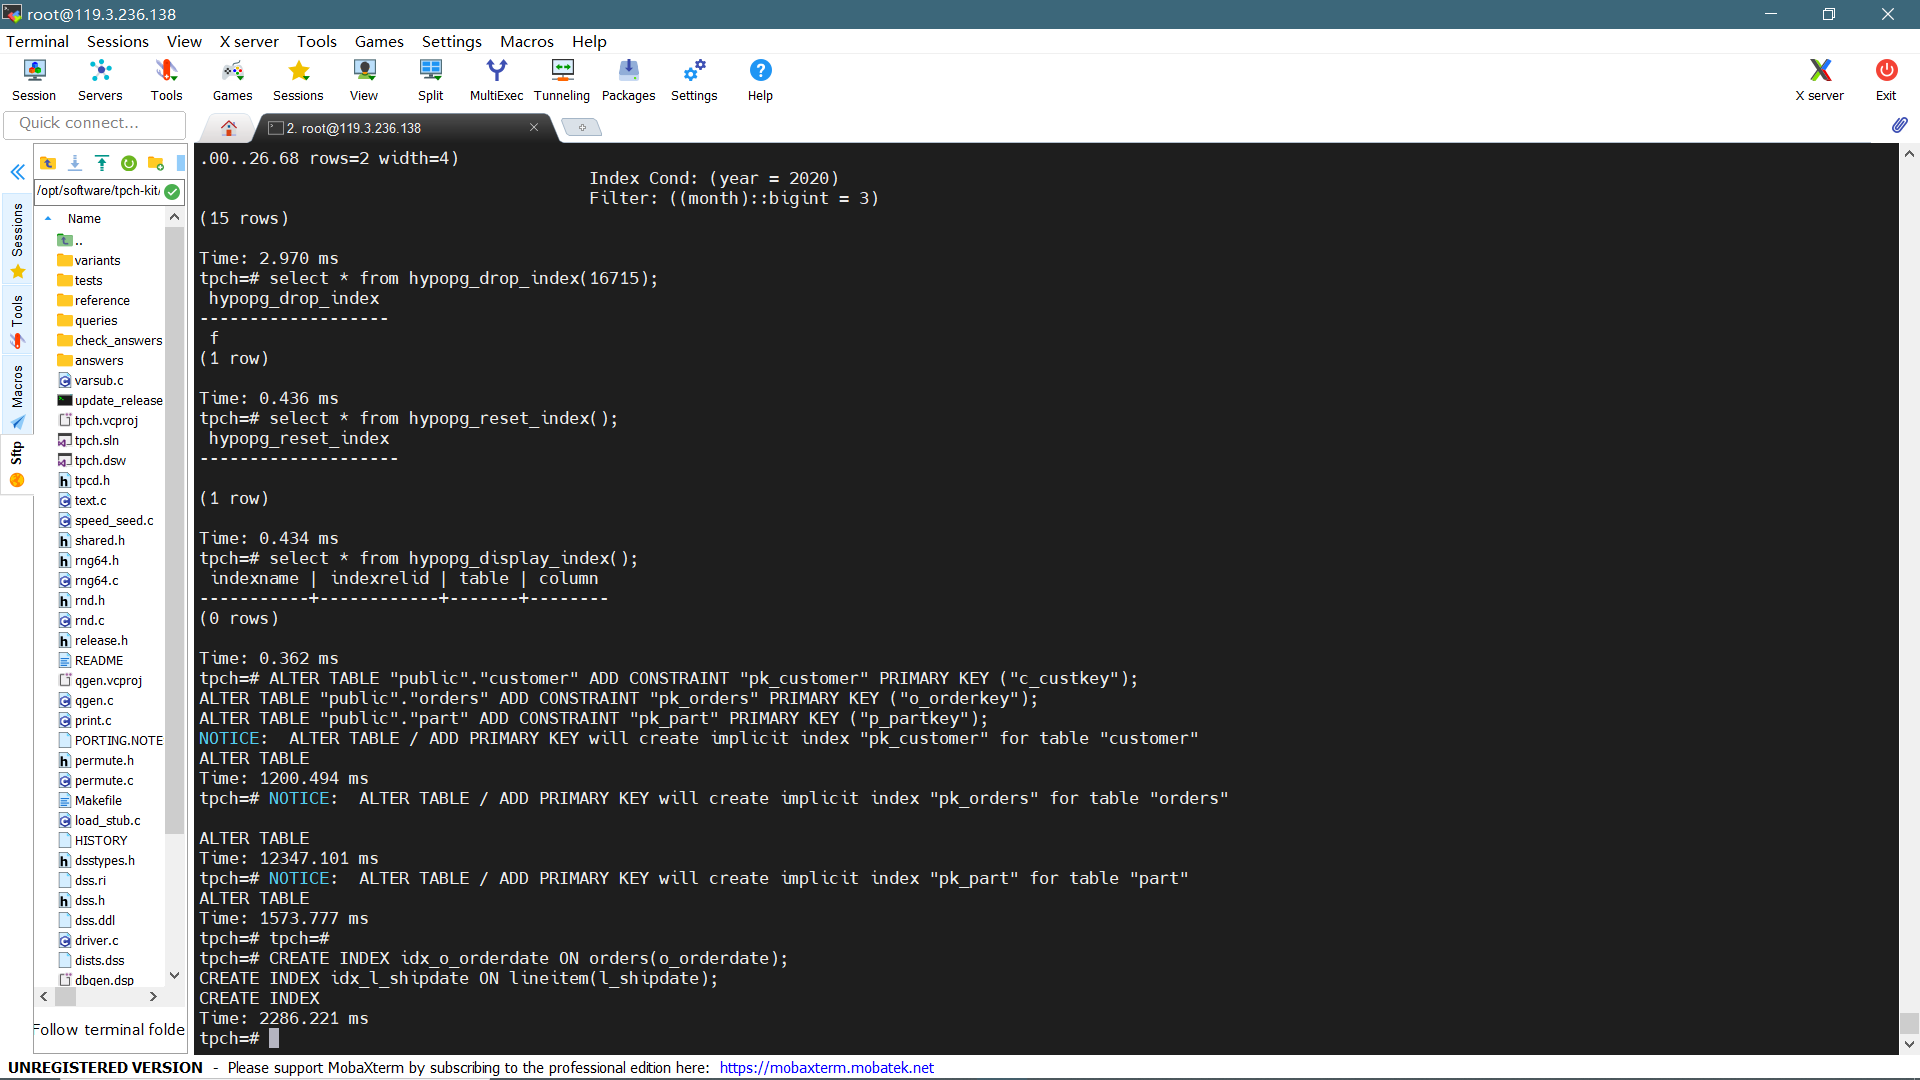 root@119.3.236.138
Terminal Sessions View X server Tools Games Settings Macros Help
Session Servers Tools Games Sessions View Split MultiExec Tunneling Packages Settings Help X server Exit
Quick connect...
2. root@119.3.236.138
/opt/software/tpch-kit/
Sessions
Tools
Macros
Sftp
Name
..
variants
tests
reference
queries
check_answers
answers
varsub.c
update_release
tpch.vcproj
tpch.sln
tpch.dsw
tpcd.h
text.c
speed_seed.c
shared.h
rng64.h
rng64.c
rnd.h
rnd.c
release.h
README
qgen.vcproj
qgen.c
print.c
PORTING.NOTE
permute.h
permute.c
Makefile
load_stub.c
HISTORY
dsstypes.h
dss.ri
dss.h
dss.ddl
driver.c
dists.dss
dbgen.dsp
Follow terminal folde
.00..26.68 rows=2 width=4)
Index Cond: (year = 2020)
Filter: ((month)::bigint = 3)
(15 rows)
Time: 2.970 ms
tpch=# select * from hypopg_drop_index(16715);
hypopg_drop_index
-------------------
f
(1 row)
Time: 0.436 ms
tpch=# select * from hypopg_reset_index();
hypopg_reset_index
--------------------
(1 row)
Time: 0.434 ms
tpch=# select * from hypopg_display_index();
indexname | indexrelid | table | column
-----------+------------+-------+--------
(0 rows)
Time: 0.362 ms
tpch=# ALTER TABLE "public"."customer" ADD CONSTRAINT "pk_customer" PRIMARY KEY ("c_custkey");
ALTER TABLE "public"."orders" ADD CONSTRAINT "pk_orders" PRIMARY KEY ("o_orderkey");
ALTER TABLE "public"."part" ADD CONSTRAINT "pk_part" PRIMARY KEY ("p_partkey");
NOTICE:  ALTER TABLE / ADD PRIMARY KEY will create implicit index "pk_customer" for table "customer"
ALTER TABLE
Time: 1200.494 ms
tpch=# NOTICE:  ALTER TABLE / ADD PRIMARY KEY will create implicit index "pk_orders" for table "orders"
ALTER TABLE
Time: 12347.101 ms
tpch=# NOTICE:  ALTER TABLE / ADD PRIMARY KEY will create implicit index "pk_part" for table "part"
ALTER TABLE
Time: 1573.777 ms
tpch=# tpch=#
tpch=# CREATE INDEX idx_o_orderdate ON orders(o_orderdate);
CREATE INDEX idx_l_shipdate ON lineitem(l_shipdate);
CREATE INDEX
Time: 2286.221 ms
tpch=#
UNREGISTERED VERSION - Please support MobaXterm by subscribing to the professional edition here: https://mobaxterm.mobatek.net